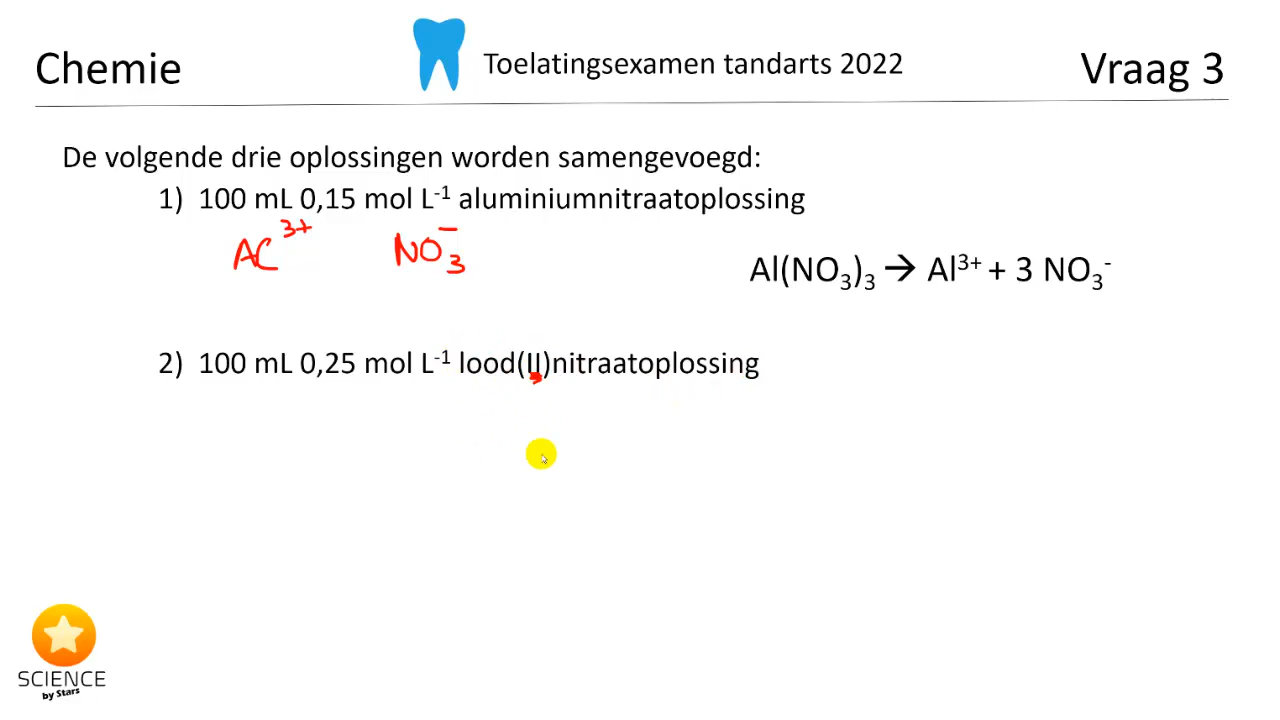 Chemie
Toelatingsexamen tandarts 2022
Vraag 3
De volgende drie oplossingen worden samengevoegd:
1) 100 mL 0,15 mol L⁻¹ aluminiumnitraatoplossing
Al³⁺ NO₃⁻
Al(NO₃)₃ → Al³⁺ + 3 NO₃⁻
2) 100 mL 0,25 mol L⁻¹ lood(II)nitraatoplossing
SCIENCE
by Stars